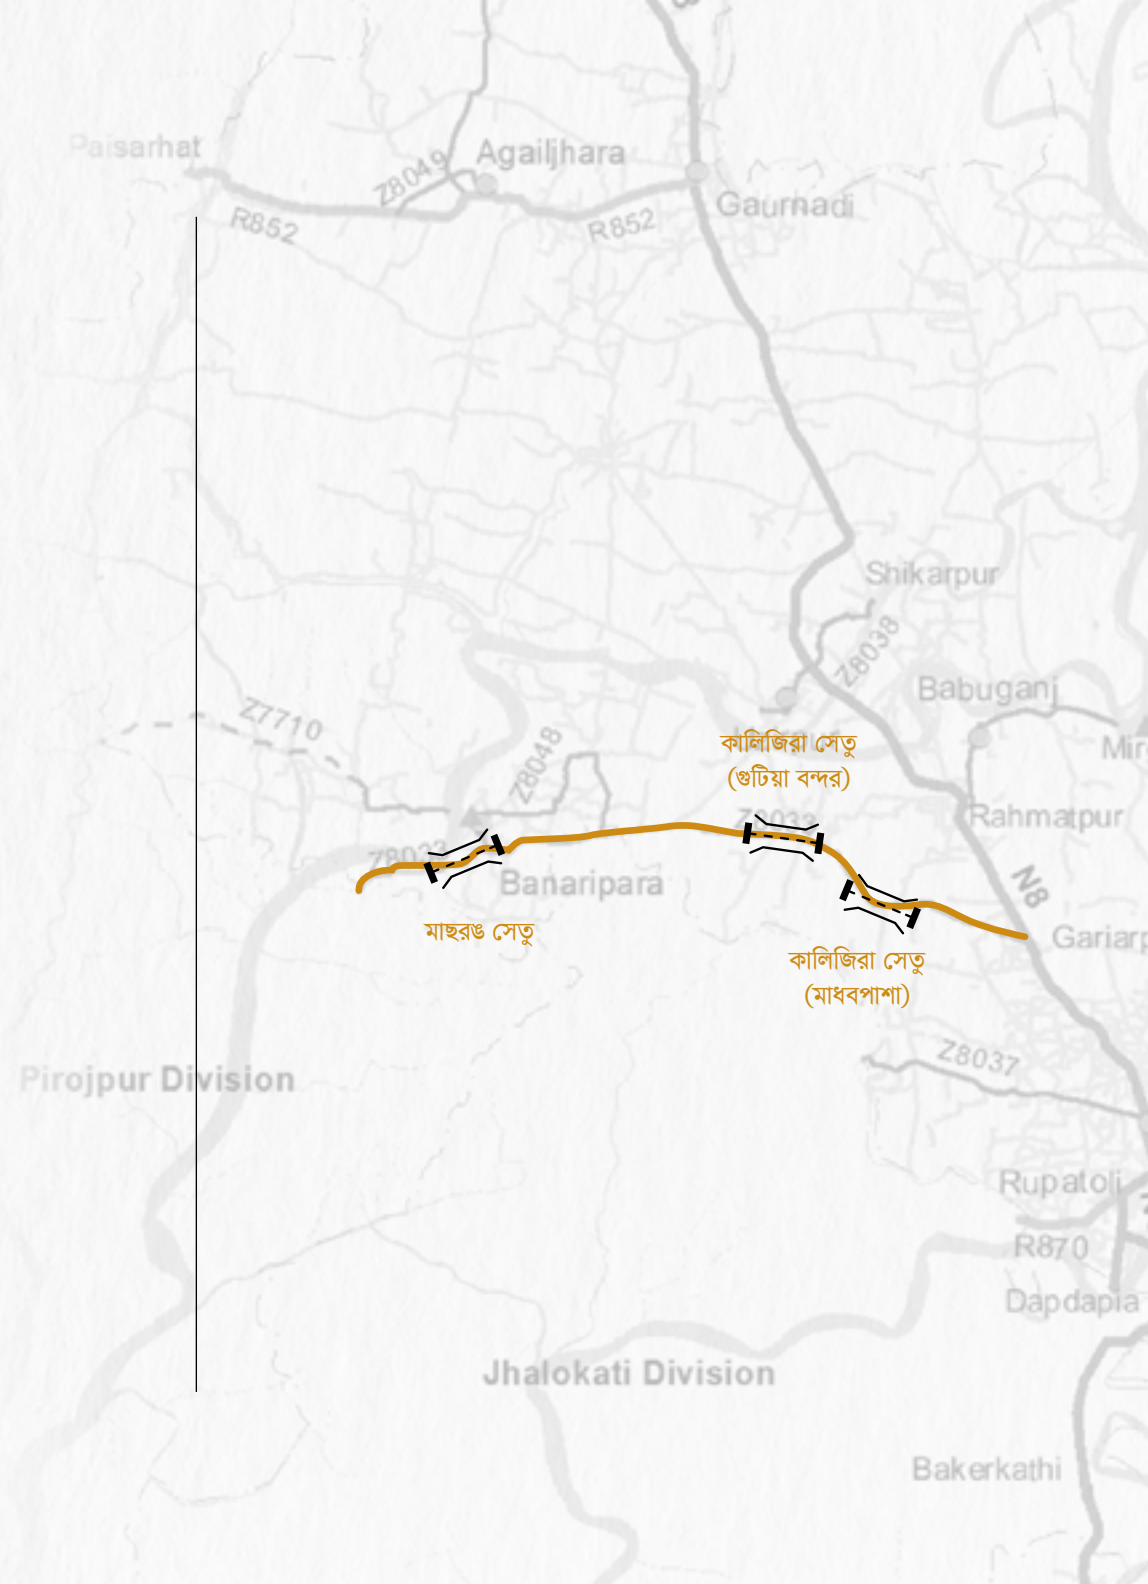 Paisarhat
Z8049
Agailjhara
Gaurnadi
R852
R852
Shikarpur
Z8038
Babuganj
Z7710
Z8048
কালিজিরা সেতু
(গুটিয়া বন্দর)
Rahmatpur
Z8033
Banaripara
N8
মাছরঙ সেতু
কালিজিরা সেতু
(মাধবপাশা)
Z8037
Pirojpur Division
Rupatoli
R870
Dapdapia
Jhalokati Division
Bakerkathi